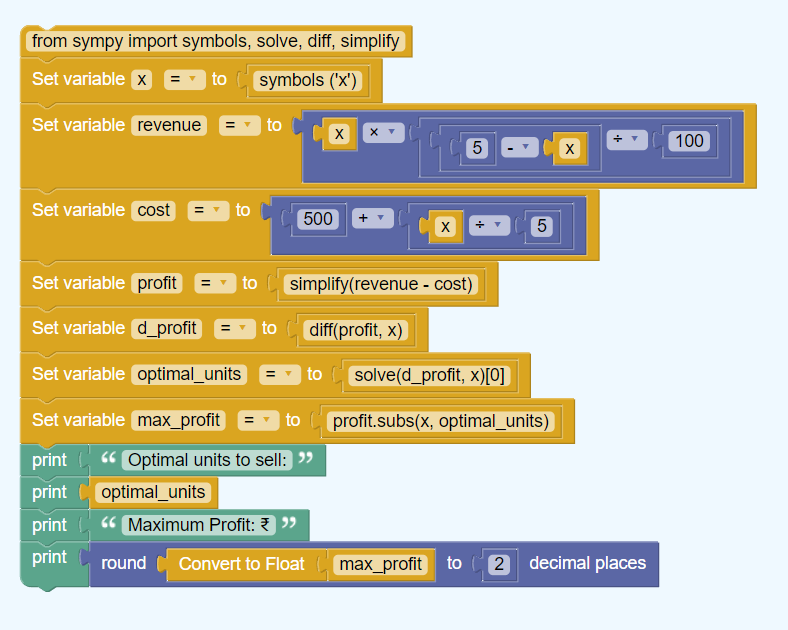 from sympy import symbols, solve, diff, simplify
Set variable x = to symbols ('x')
Set variable revenue = to x × 5 - x ÷ 100
Set variable cost = to 500 + x ÷ 5
Set variable profit = to simplify(revenue - cost)
Set variable d_profit = to diff(profit, x)
Set variable optimal_units = to solve(d_profit, x)[0]
Set variable max_profit = to profit.subs(x, optimal_units)
print “ Optimal units to sell: ”
print optimal_units
print “ Maximum Profit: ₹ ”
print round Convert to Float max_profit to 2 decimal places